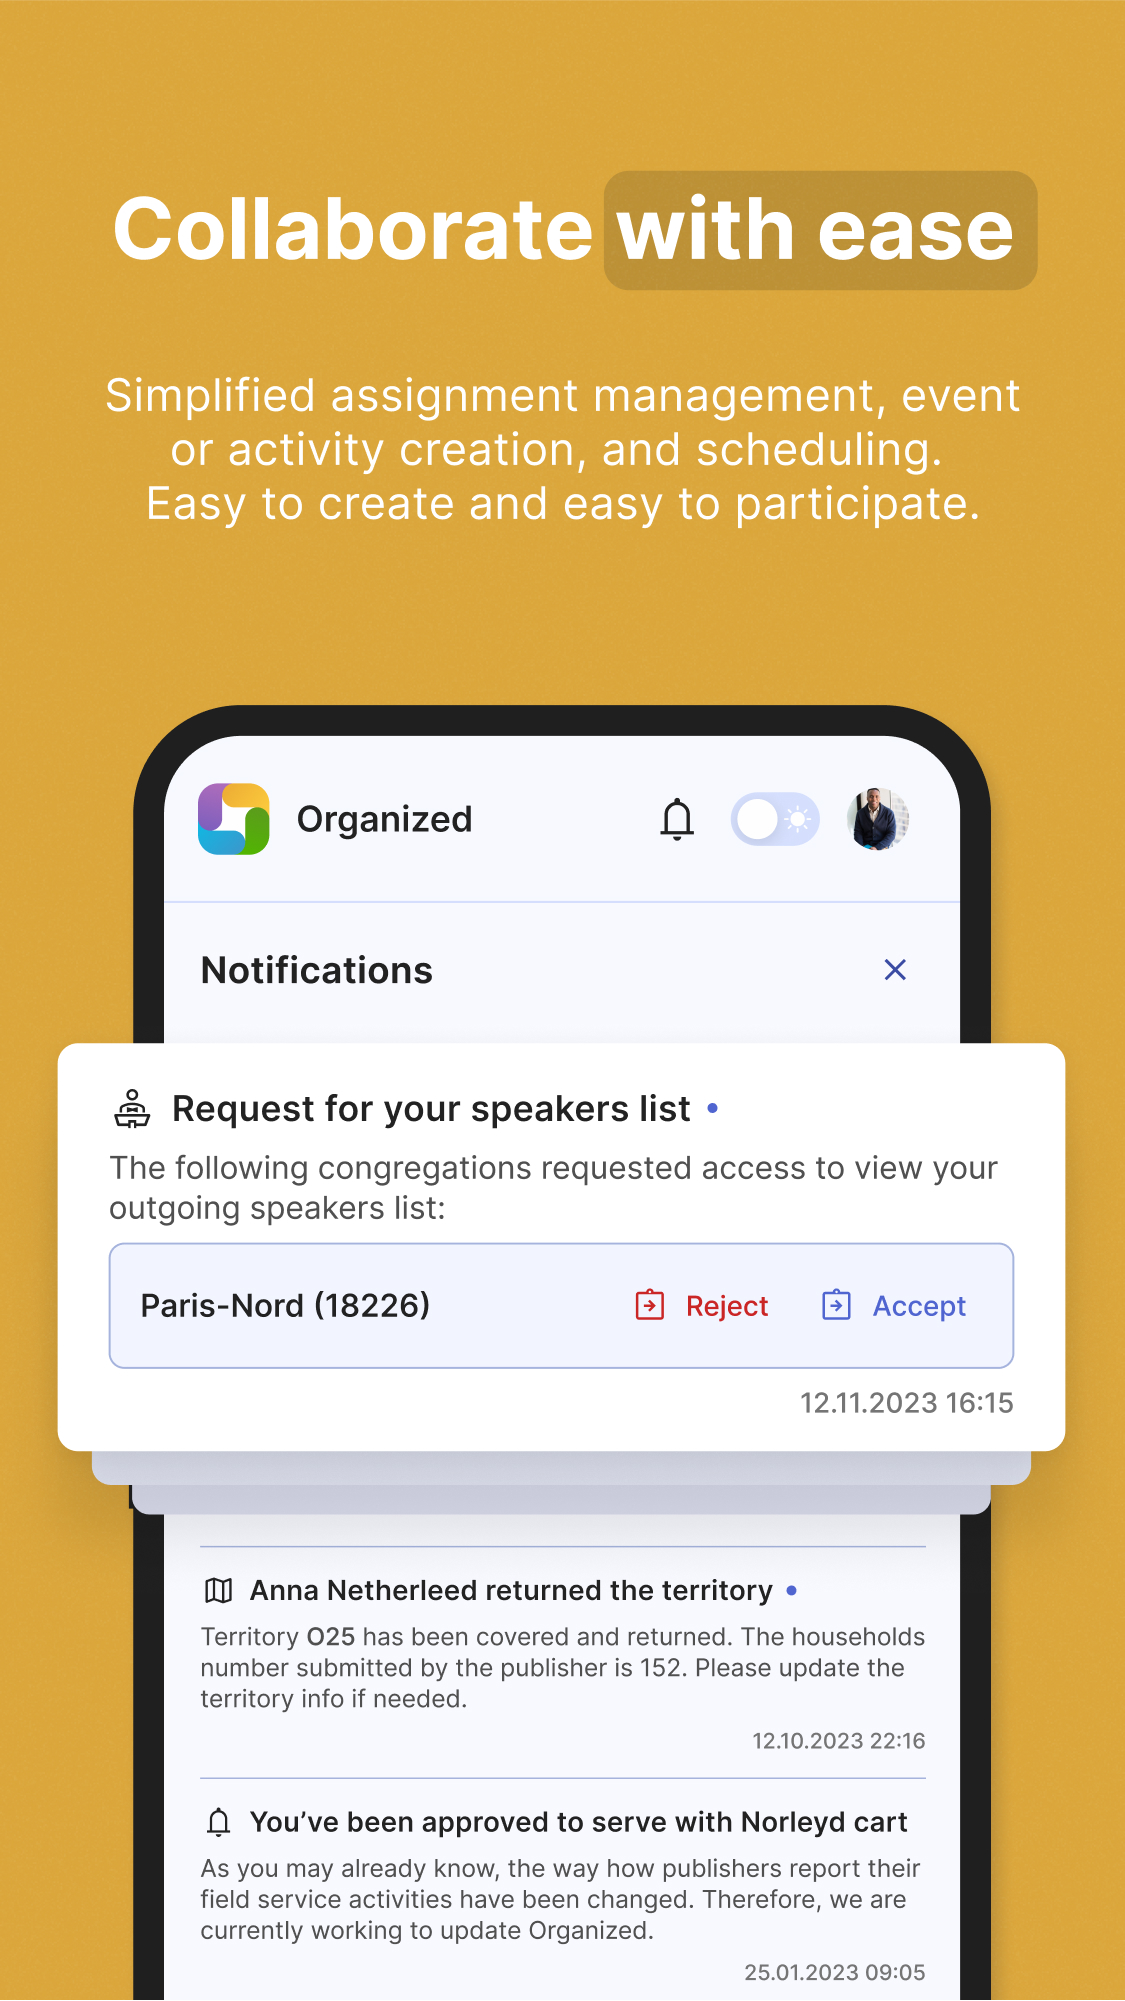 Collaborate with ease
Simplified assignment management, event
or activity creation, and scheduling.
Easy to create and easy to participate.
Organized
Notifications
Request for your speakers list
The following congregations requested access to view your
outgoing speakers list:
Paris-Nord (18226) Reject Accept
12.11.2023 16:15
Anna Netherleed returned the territory
Territory O25 has been covered and returned. The households
number submitted by the publisher is 152. Please update the
territory info if needed.
12.10.2023 22:16
You’ve been approved to serve with Norleyd cart
As you may already know, the way how publishers report their
field service activities have been changed. Therefore, we are
currently working to update Organized.
25.01.2023 09:05